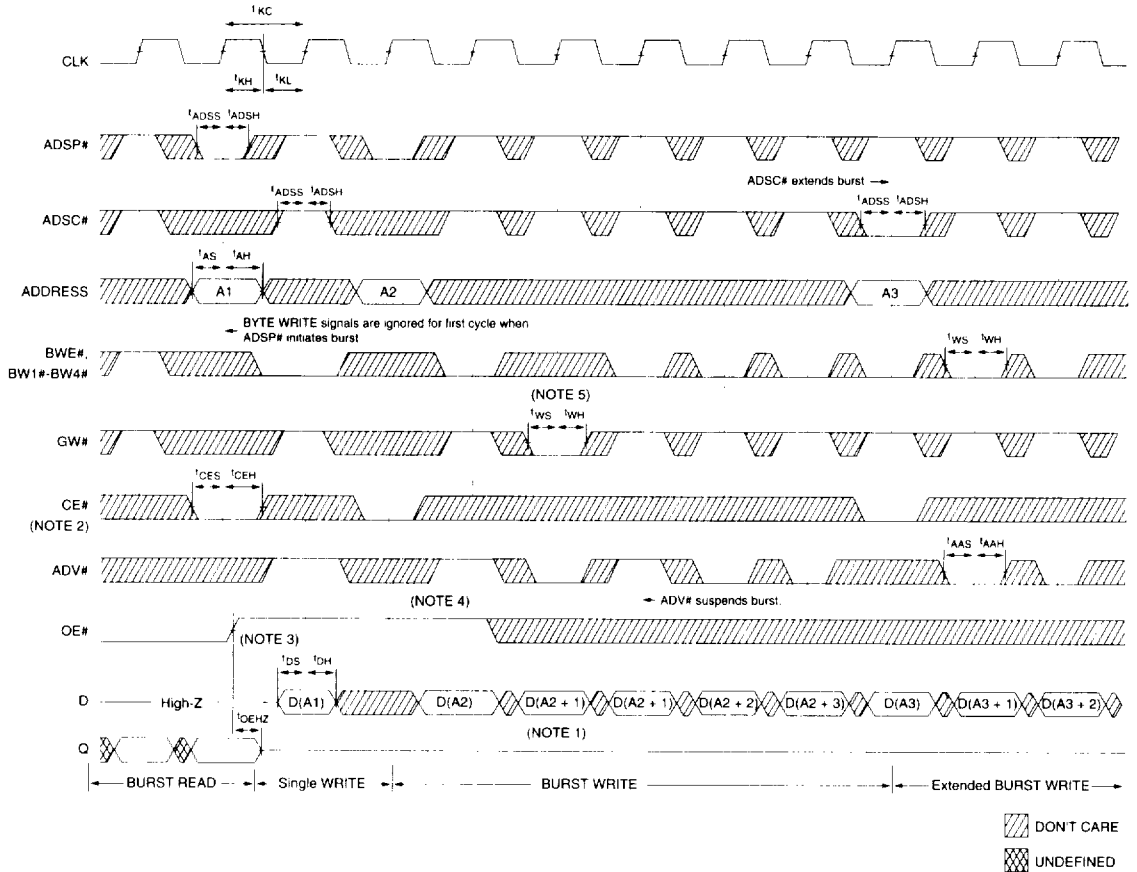 tKC
CLK
tKH tKL
tADSS tADSH
ADSP#
ADSC# extends burst
tADSS tADSH
tADSS tADSH
ADSC#
tAS tAH
ADDRESS A1 A2 A3
BYTE WRITE signals are ignored for first cycle when
ADSP# initiates burst
BWE#,
BW1#-BW4#
tWS tWH
(NOTE 5)
tWS tWH
GW#
tCES tCEH
CE#
(NOTE 2)
tAAS tAAH
ADV#
(NOTE 4)
ADV# suspends burst.
OE#
(NOTE 3)
tDS tDH
D High-Z D(A1) D(A2) D(A2 + 1) D(A2 + 1) D(A2 + 2) D(A2 + 3) D(A3) D(A3 + 1) D(A3 + 2)
tOEHZ
(NOTE 1)
Q
BURST READ Single WRITE BURST WRITE Extended BURST WRITE
DON'T CARE
UNDEFINED